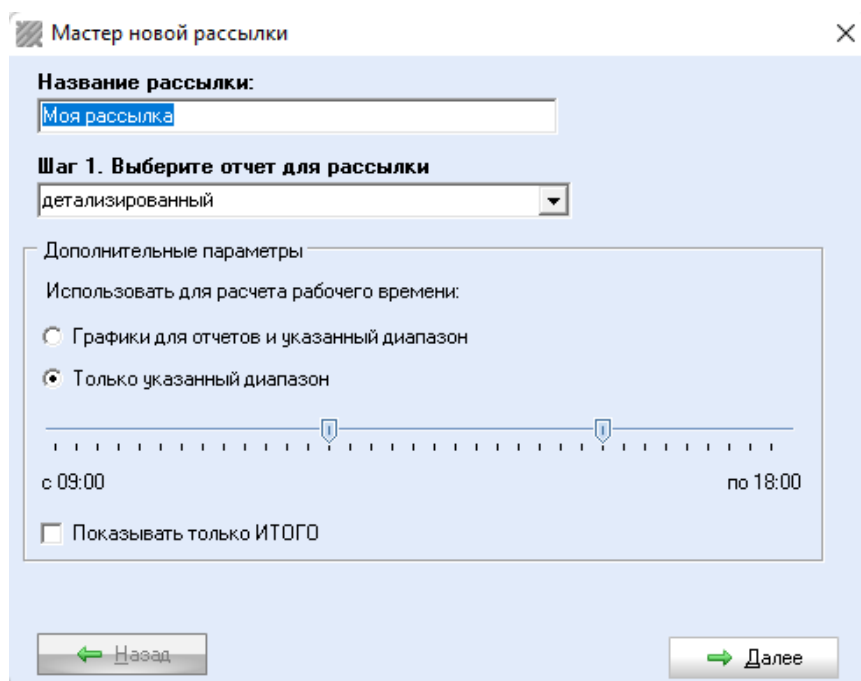 Мастер новой рассылки
Название рассылки:
Моя рассылка
Шаг 1. Выберите отчет для рассылки
детализированный
Дополнительные параметры
Использовать для расчета рабочего времени:
Графики для отчетов и указанный диапазон
Только указанный диапазон
с 09:00 по 18:00
Показывать только ИТОГО
Назад Далее